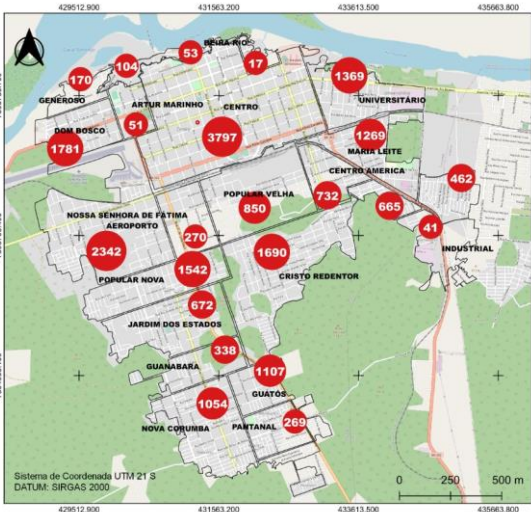 429512.900 431563.200 433613.500 435663.800
BEIRA RIO
53
17
104
170
1369
GENEROSO
ARTUR MARINHO
CENTRO
UNIVERSITÁRIO
DOM BOSCO
51
3797
1269
1781
MARIA LEITE
CENTRO AMERICA
462
POPULAR VELHA
732
665
850
NOSSA SENHORA DE FÁTIMA
AEROPORTO
270
41
2342
1690
INDUSTRIAL
1542
POPULAR NOVA
CRISTO REDENTOR
672
JARDIM DOS ESTADOS
338
GUANABARA
1107
GUATÓS
1054
269
NOVA CORUMBA
PANTANAL
Sistema de Coordenada UTM 21 S
DATUM: SIRGAS 2000
0 250 500 m
429512.900 431563.200 433613.500 435663.800